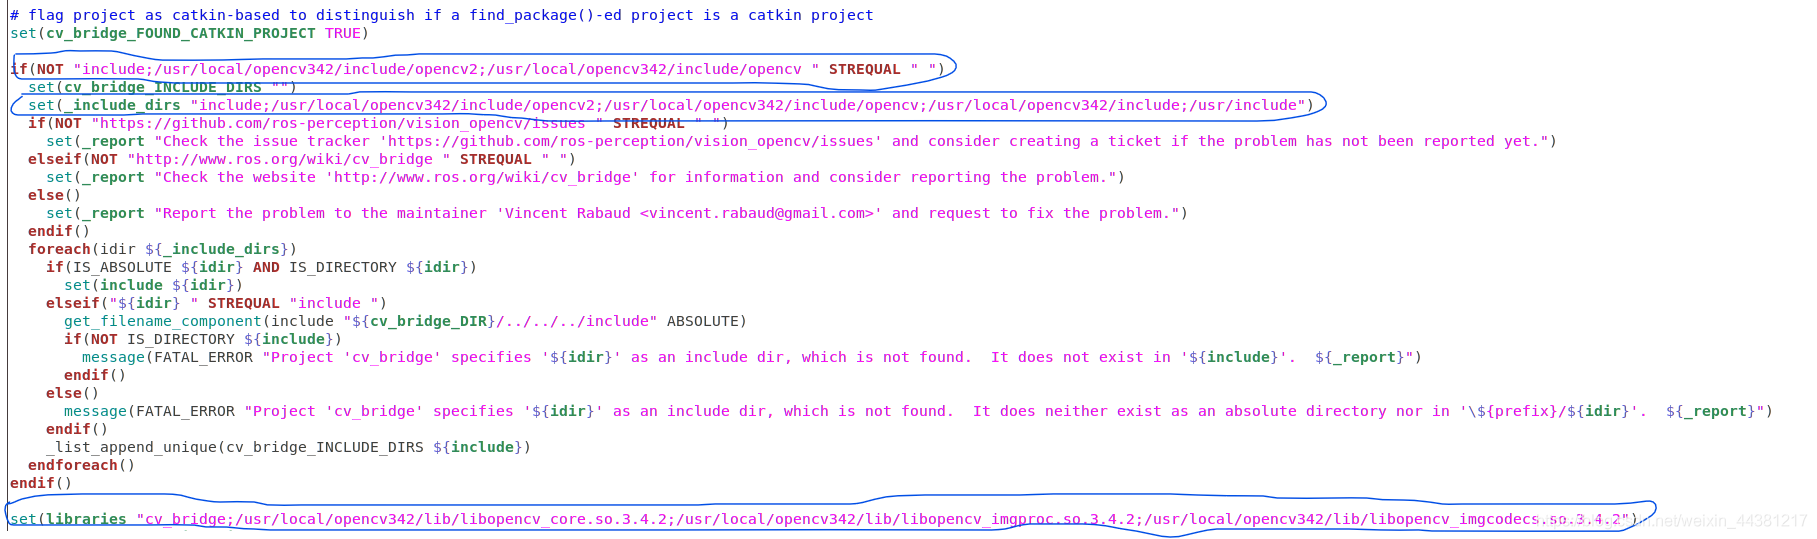 # flag project as catkin-based to distinguish if a find_package()-ed project is a catkin project
set(cv_bridge_FOUND_CATKIN_PROJECT TRUE)
if(NOT "include;/usr/local/opencv342/include/opencv2;/usr/local/opencv342/include/opencv " STREQUAL " ")
  set(cv_bridge_INCLUDE_DIRS "")
  set(_include_dirs "include;/usr/local/opencv342/include/opencv2;/usr/local/opencv342/include/opencv;/usr/local/opencv342/include;/usr/include")
  if(NOT "https://github.com/ros-perception/vision_opencv/issues " STREQUAL " ")
    set(_report "Check the issue tracker 'https://github.com/ros-perception/vision_opencv/issues' and consider creating a ticket if the problem has not been reported yet.")
  elseif(NOT "http://www.ros.org/wiki/cv_bridge " STREQUAL " ")
    set(_report "Check the website 'http://www.ros.org/wiki/cv_bridge' for information and consider reporting the problem.")
  else()
    set(_report "Report the problem to the maintainer 'Vincent Rabaud <vincent.rabaud@gmail.com>' and request to fix the problem.")
  endif()
  foreach(idir ${_include_dirs})
    if(IS_ABSOLUTE ${idir} AND IS_DIRECTORY ${idir})
      set(include ${idir})
    elseif("${idir} " STREQUAL "include ")
      get_filename_component(include "${cv_bridge_DIR}/../../../include" ABSOLUTE)
      if(NOT IS_DIRECTORY ${include})
        message(FATAL_ERROR "Project 'cv_bridge' specifies '${idir}' as an include dir, which is not found.  It does not exist in '${include}'.  ${_report}")
      endif()
    else()
      message(FATAL_ERROR "Project 'cv_bridge' specifies '${idir}' as an include dir, which is not found.  It does neither exist as an absolute directory nor in '\${prefix}/${idir}'.  ${_report}")
    endif()
    _list_append_unique(cv_bridge_INCLUDE_DIRS ${include})
  endforeach()
endif()
set(libraries "cv_bridge;/usr/local/opencv342/lib/libopencv_core.so.3.4.2;/usr/local/opencv342/lib/libopencv_imgproc.so.3.4.2;/usr/local/opencv342/lib/libopencv_imgcodecs.so.3.4.2")
net/weixin_44381217